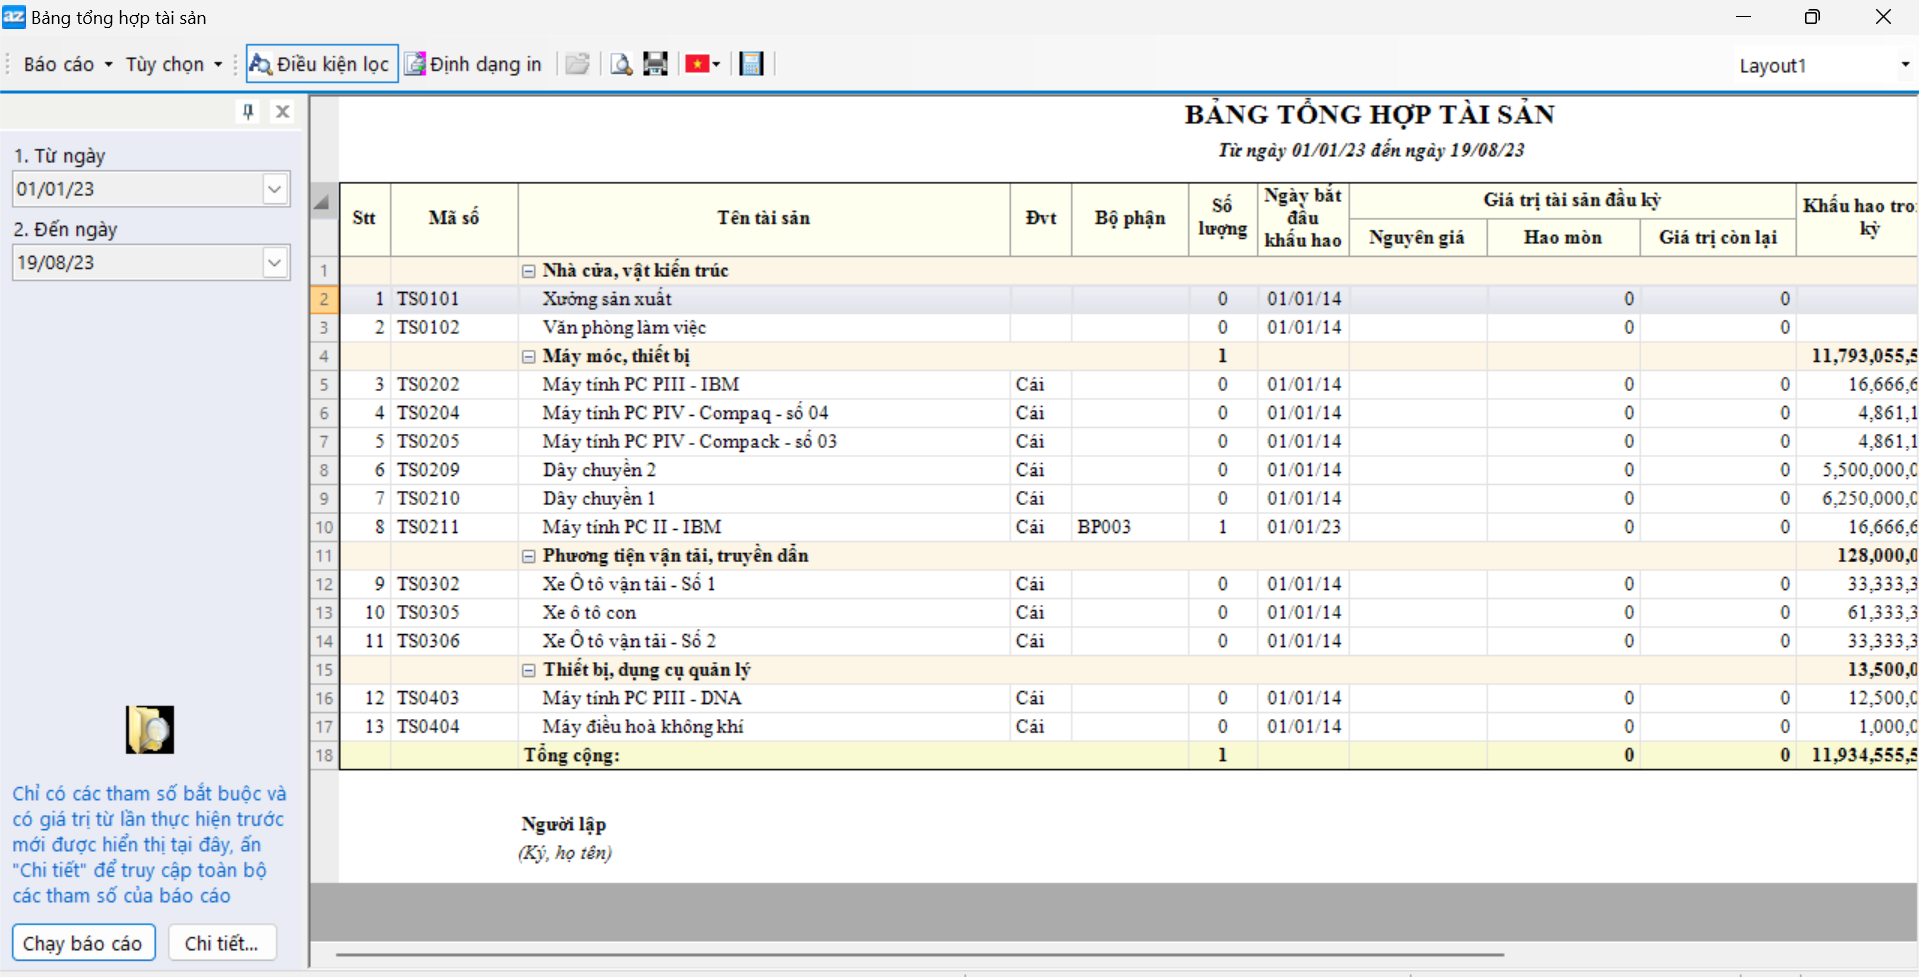 az Bảng tổng hợp tài sản
Báo cáo Tùy chọn Điều kiện lọc Định dạng in Layout1
1. Từ ngày
01/01/23
2. Đến ngày
19/08/23
Chỉ có các tham số bắt buộc và
có giá trị từ lần thực hiện trước
mới được hiển thị tại đây, ấn
"Chi tiết" để truy cập toàn bộ
các tham số của báo cáo
Chạy báo cáo Chi tiết...
BẢNG TỔNG HỢP TÀI SẢN
Từ ngày 01/01/23 đến ngày 19/08/23
Stt Mã số Tên tài sản Đvt Bộ phận Số lượng Ngày bắt đầu khấu hao Giá trị tài sản đầu kỳ Khấu hao tro kỳ
Nguyên giá Hao mòn Giá trị còn lại
1 Nhà cửa, vật kiến trúc
2 1 TS0101 Xưởng sản xuất 0 01/01/14 0 0
3 2 TS0102 Văn phòng làm việc 0 01/01/14 0 0
4 Máy móc, thiết bị 1 11,793,055,5
5 3 TS0202 Máy tính PC PIII - IBM Cái 0 01/01/14 0 0 16,666,6
6 4 TS0204 Máy tính PC PIV - Compaq - số 04 Cái 0 01/01/14 0 0 4,861,1
7 5 TS0205 Máy tính PC PIV - Compack - số 03 Cái 0 01/01/14 0 0 4,861,1
8 6 TS0209 Dây chuyền 2 Cái 0 01/01/14 0 0 5,500,000,0
9 7 TS0210 Dây chuyền 1 Cái 0 01/01/14 0 0 6,250,000,0
10 8 TS0211 Máy tính PC II - IBM Cái BP003 1 01/01/23 0 0 16,666,6
11 Phương tiện vận tải, truyền dẫn 128,000,0
12 9 TS0302 Xe Ô tô vận tải - Số 1 Cái 0 01/01/14 0 0 33,333,3
13 10 TS0305 Xe ô tô con Cái 0 01/01/14 0 0 61,333,3
14 11 TS0306 Xe Ô tô vận tải - Số 2 Cái 0 01/01/14 0 0 33,333,3
15 Thiết bị, dụng cụ quản lý 13,500,0
16 12 TS0403 Máy tính PC PIII - DNA Cái 0 01/01/14 0 0 12,500,0
17 13 TS0404 Máy điều hoà không khí Cái 0 01/01/14 0 0 1,000,0
18 Tổng cộng: 1 0 0 11,934,555,5
Người lập
(Ký, họ tên)